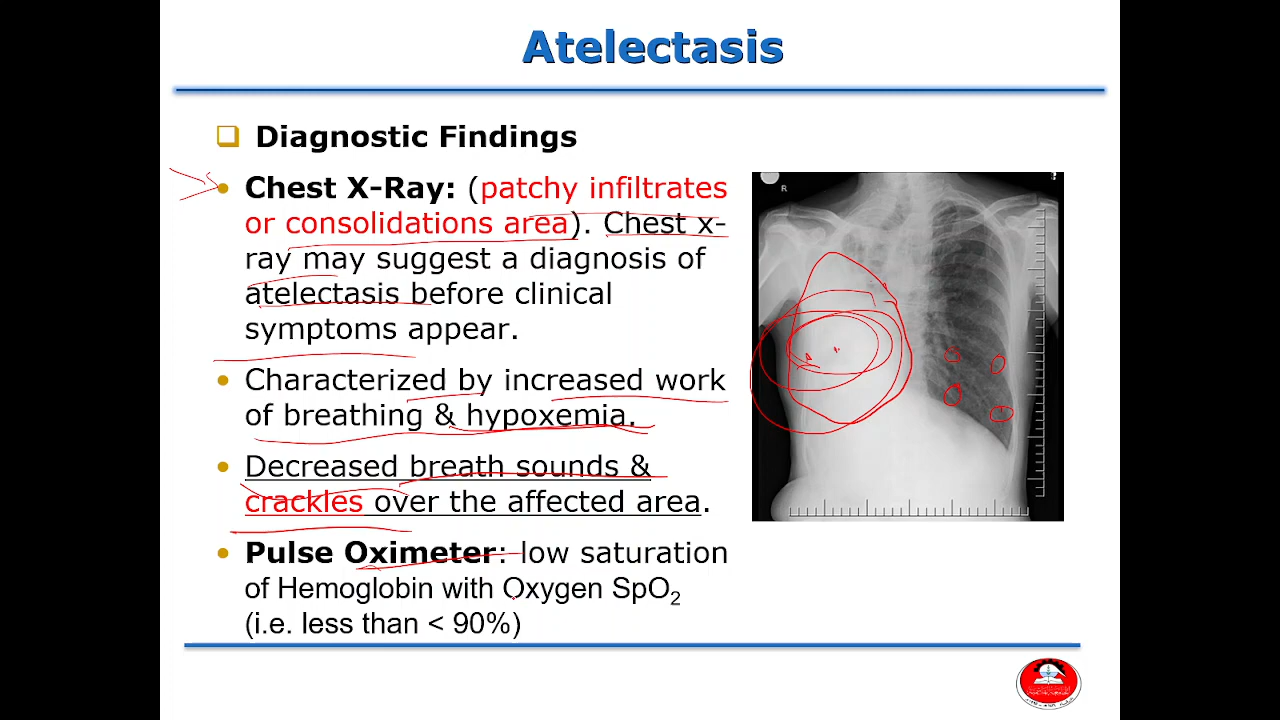 Atelectasis
Diagnostic Findings
Chest X-Ray: (patchy infiltrates
or consolidations area). Chest x-
ray may suggest a diagnosis of
atelectasis before clinical
symptoms appear.
Characterized by increased work
of breathing & hypoxemia.
Decreased breath sounds &
crackles over the affected area.
Pulse Oximeter: low saturation
of Hemoglobin with Oxygen SpO₂
(i.e. less than < 90%)
R